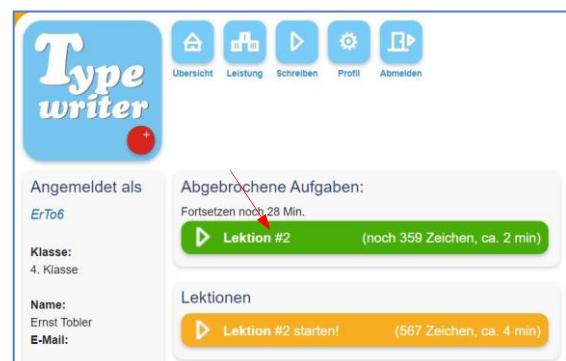 Type
writer
Übersicht Leistung Schreiben Profil Abmelden
Angemeldet als
ErTo6
Klasse:
4. Klasse
Name:
Ernst Tobler
E-Mail:
Abgebrochene Aufgaben:
Fortsetzen noch 28 Min.
Lektion #2 (noch 359 Zeichen, ca. 2 min)
Lektionen
Lektion #2 starten! (567 Zeichen, ca. 4 min)